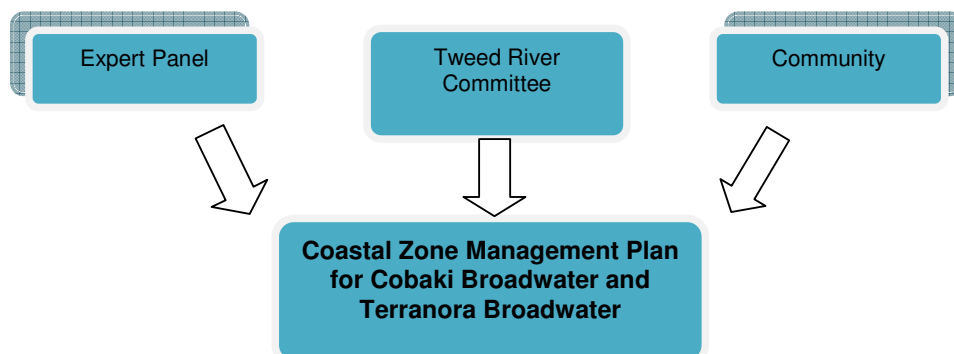 Expert Panel
Tweed River
Committee
Community
Coastal Zone Management Plan
for Cobaki Broadwater and
Terranora Broadwater